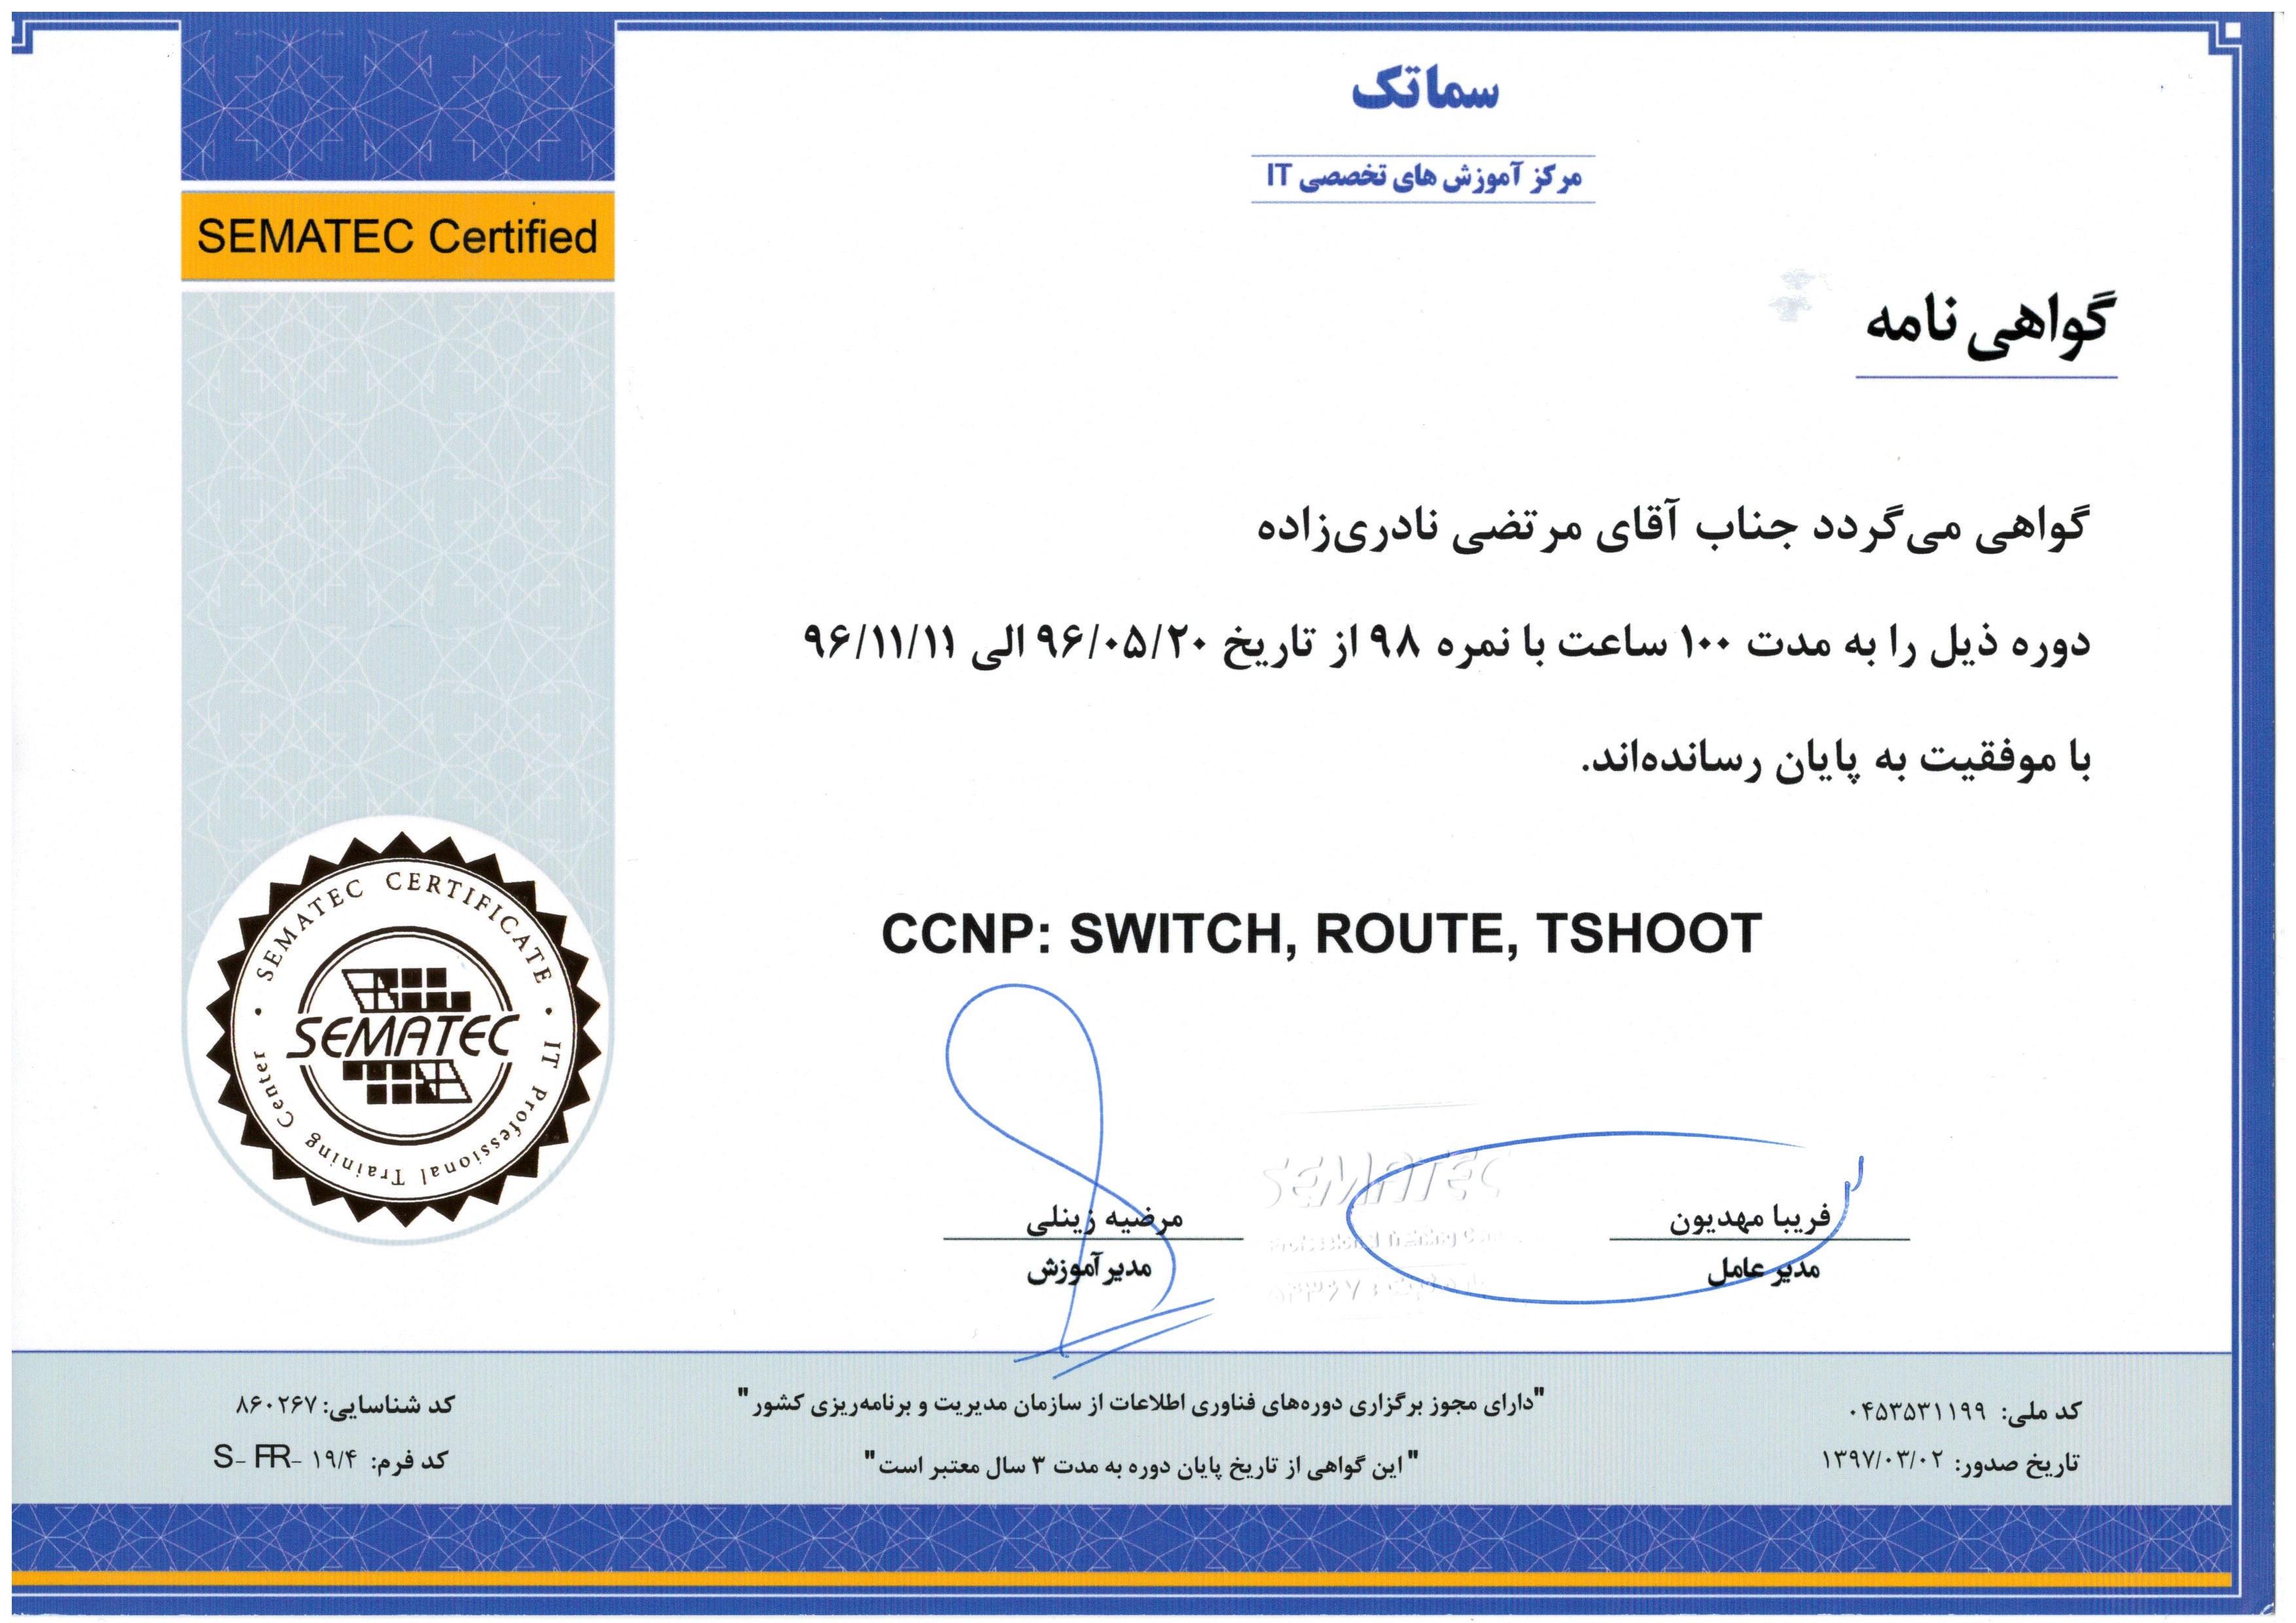 سماتک
مرکز آموزش های تخصصی IT
SEMATEC Certified
گواهی نامه
گواهی می‌گردد جناب آقای مرتضی نادری‌زاده
دوره ذیل را به مدت ۱۰۰ ساعت با نمره ۹۸ از تاریخ ۹۶/۰۵/۲۰ الی ۹۶/۱۱/۱۱
با موفقیت به پایان رسانده‌اند.
CCNP: SWITCH, ROUTE, TSHOOT
SEMATEC CERTIFICATE • IT Professional Training Center •
SEMATEC
SEMATEC
Professional Training
فریبا مهدیون
مدیر عامل
مرضیه زینلی
مدیر آموزش
کد ملی: ۰۴۵۳۵۳۱۱۹۹
تاریخ صدور: ۱۳۹۷/۰۳/۰۲
"دارای مجوز برگزاری دوره‌های فناوری اطلاعات از سازمان مدیریت و برنامه‌ریزی کشور"
"این گواهی از تاریخ پایان دوره به مدت ۳ سال معتبر است"
کد شناسایی: ۸۶۰۲۶۷
کد فرم: S- FR- ۱۹/۴